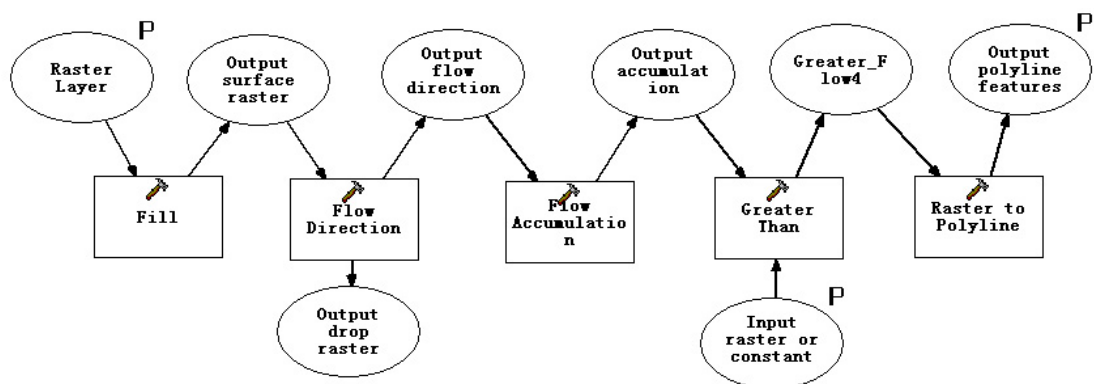 P
Raster
Layer
Output
surface
raster
Output
flow
direction
Output
accumulat
ion
Greater_F
low4
P
Output
polyline
features
Fill
Flow
Direction
Flow
Accumulatio
n
Greater
Than
Raster to
Polyline
Output
drop
raster
P
Input
raster or
constant